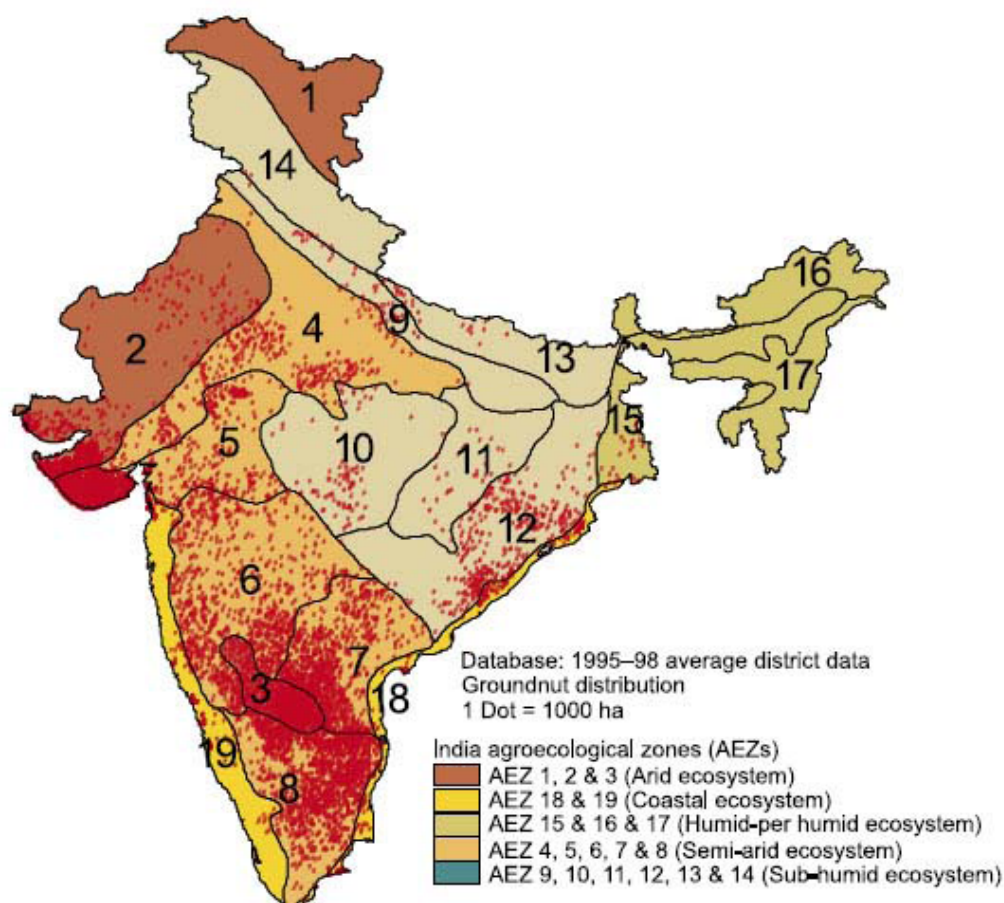 1
14
2
4
9
16
13
17
5
10
11
15
12
6
7
3
18
19
8
Database: 1995–98 average district data
Groundnut distribution
1 Dot = 1000 ha
India agroecological zones (AEZs)
AEZ 1, 2 & 3 (Arid ecosystem)
AEZ 18 & 19 (Coastal ecosystem)
AEZ 15 & 16 & 17 (Humid-per humid ecosystem)
AEZ 4, 5, 6, 7 & 8 (Semi-arid ecosystem)
AEZ 9, 10, 11, 12, 13 & 14 (Sub-humid ecosystem)